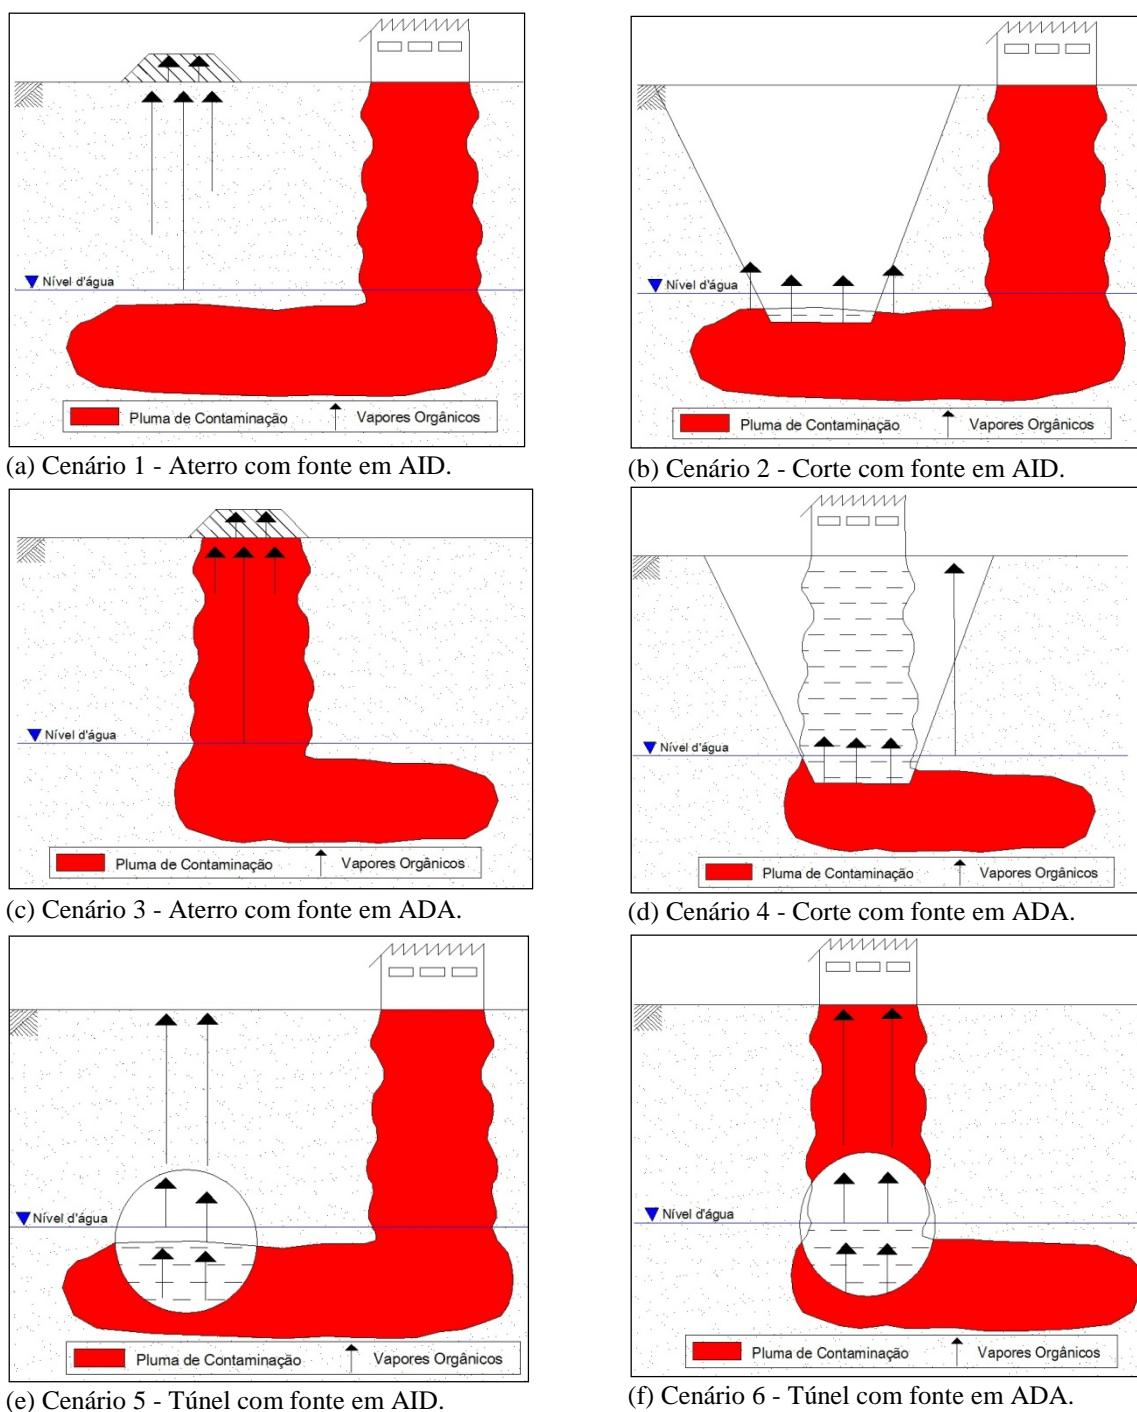 Nível d'água
Pluma de Contaminação
Vapores Orgânicos
(a) Cenário 1 - Aterro com fonte em AID.
Nível d'água
Pluma de Contaminação
Vapores Orgânicos
(b) Cenário 2 - Corte com fonte em AID.
Nível d'água
Pluma de Contaminação
Vapores Orgânicos
(c) Cenário 3 - Aterro com fonte em ADA.
Nível d'água
Pluma de Contaminação
Vapores Orgânicos
(d) Cenário 4 - Corte com fonte em ADA.
Nível d'água
Pluma de Contaminação
Vapores Orgânicos
(e) Cenário 5 - Túnel com fonte em AID.
Nível d'água
Pluma de Contaminação
Vapores Orgânicos
(f) Cenário 6 - Túnel com fonte em ADA.